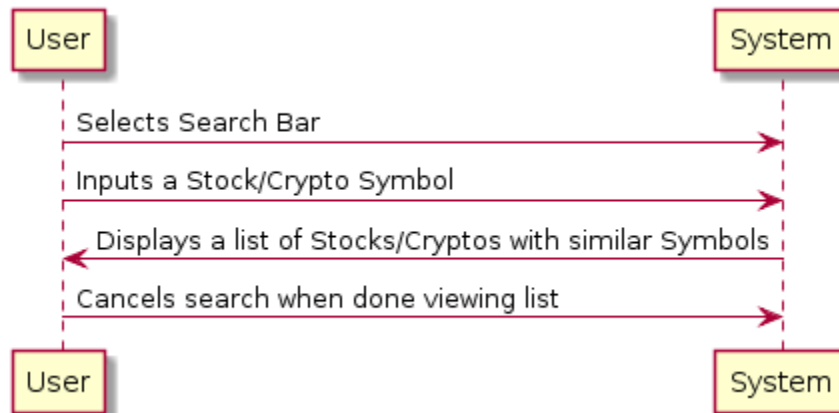 User System
Selects Search Bar
Inputs a Stock/Crypto Symbol
Displays a list of Stocks/Cryptos with similar Symbols
Cancels search when done viewing list
User System